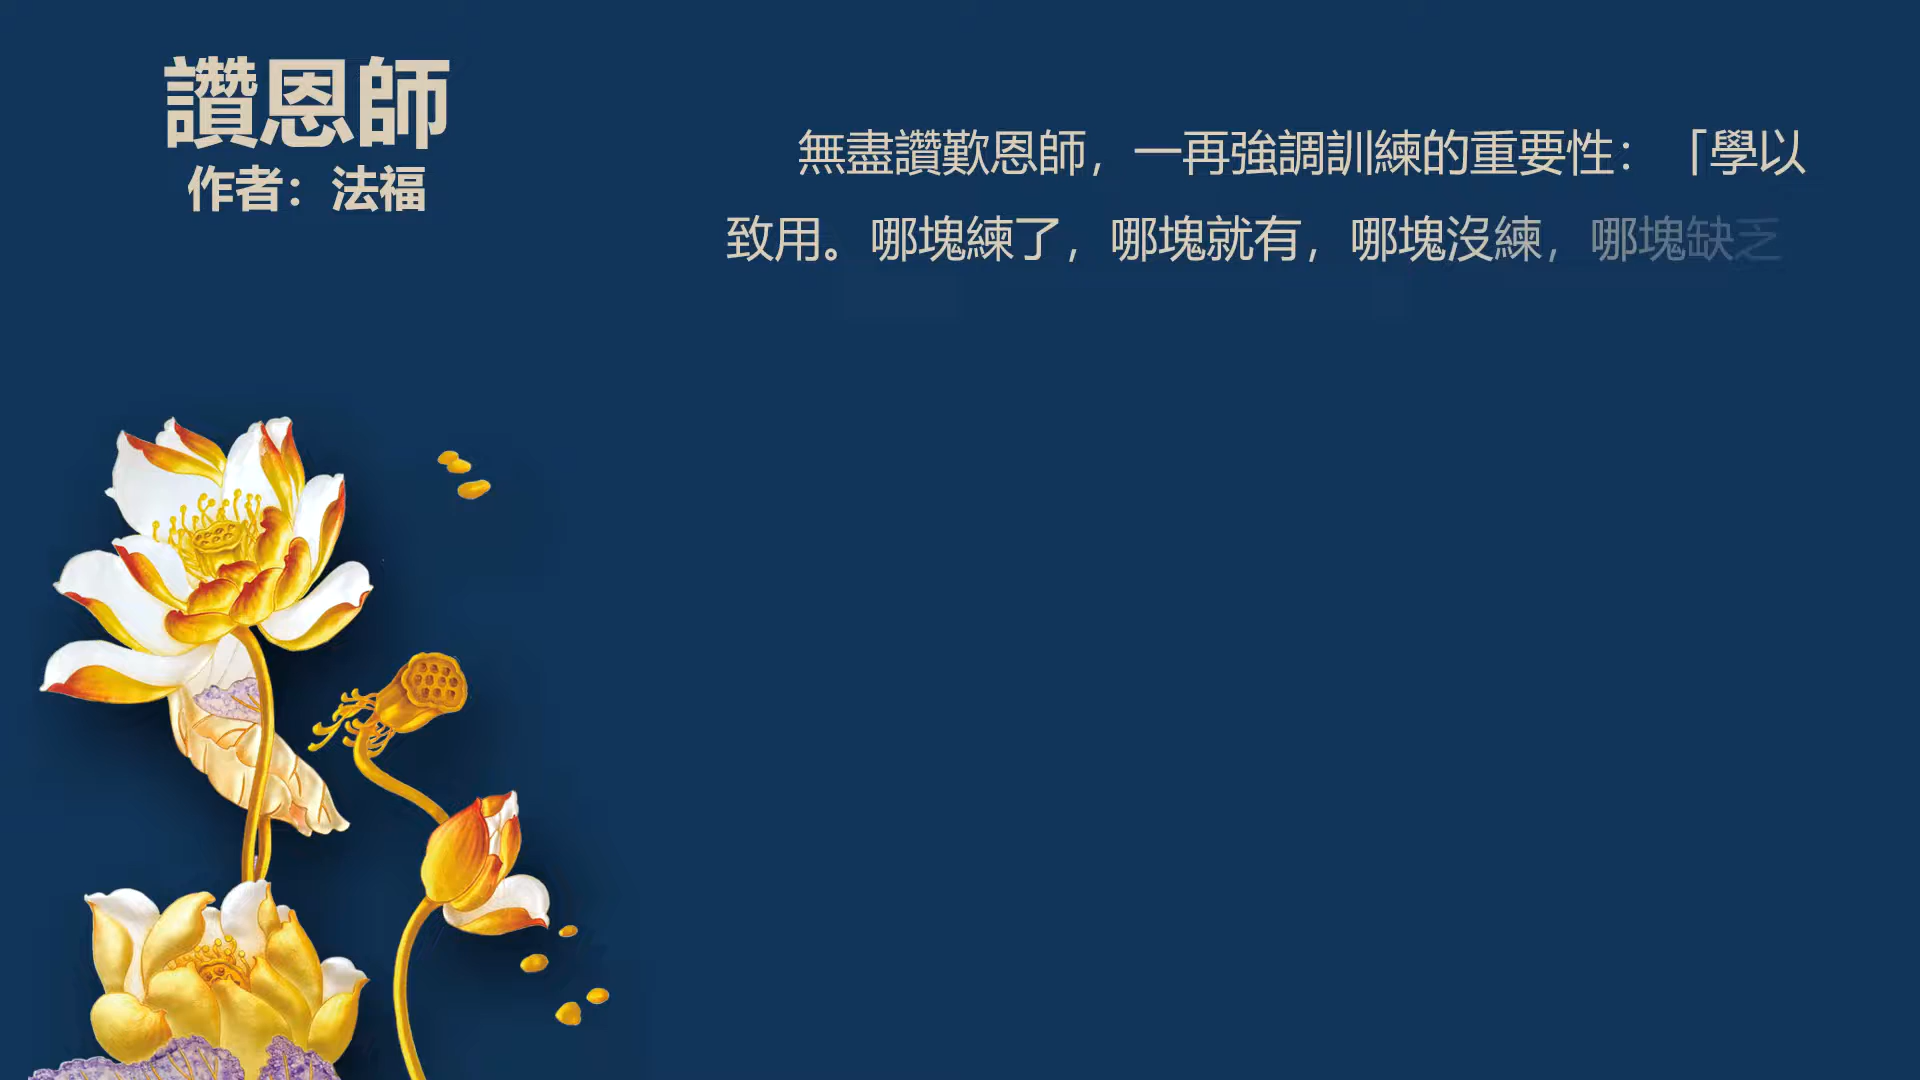 讚恩師
作者：法福
無盡讚歎恩師，一再強調訓練的重要性：「學以
致用。哪塊練了，哪塊就有，哪塊沒練，哪塊缺乏